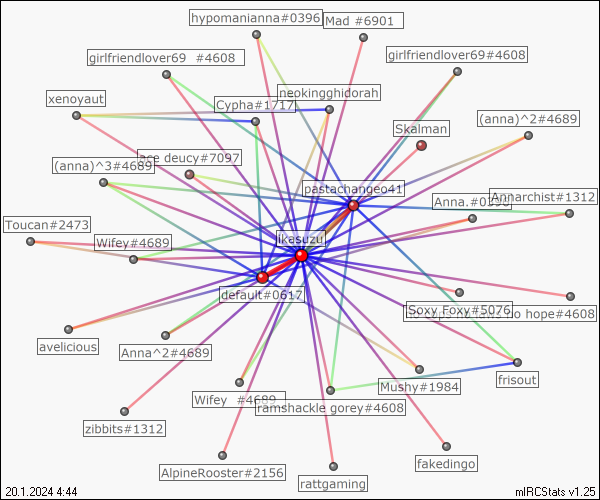 hypomanianna#0396
Mad #6901
girlfriendlover69 #4608
girlfriendlover69#4608
neokingghidorah
xenoyaut
Cypha#1717
Skalman
(anna)^2#4689
(anna)^3#4689
ace deucy#7097
pastachangeo41
Anna.
Annarchist#1312
Toucan#2473
Wifey#4689
ikesuzu
default#0617
Soxy Foxy#5076
no hope#4608
avelicious
Anna^2#4689
Mushy#1984
frisout
Wifey #4689
ramshackle gorey#4608
zibbits#1312
AlpineRooster#2156
rattgaming
fakedingo
20.1.2024 4:44
mIRCStats v1.25